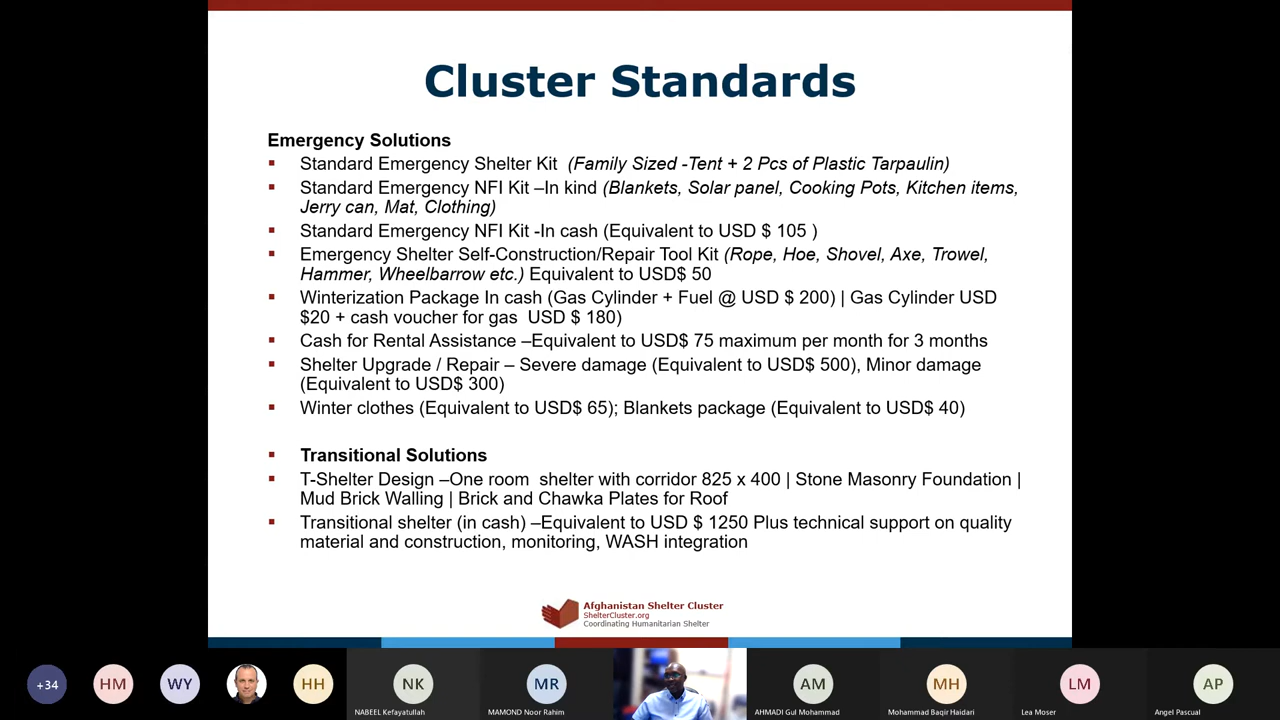 Cluster Standards
Emergency Solutions
▪ Standard Emergency Shelter Kit (Family Sized -Tent + 2 Pcs of Plastic Tarpaulin)
▪ Standard Emergency NFI Kit –In kind (Blankets, Solar panel, Cooking Pots, Kitchen items,
Jerry can, Mat, Clothing)
▪ Standard Emergency NFI Kit -In cash (Equivalent to USD $ 105 )
▪ Emergency Shelter Self-Construction/Repair Tool Kit (Rope, Hoe, Shovel, Axe, Trowel,
Hammer, Wheelbarrow etc.) Equivalent to USD$ 50
▪ Winterization Package In cash (Gas Cylinder + Fuel @ USD $ 200) | Gas Cylinder USD
$20 + cash voucher for gas USD $ 180)
▪ Cash for Rental Assistance –Equivalent to USD$ 75 maximum per month for 3 months
▪ Shelter Upgrade / Repair – Severe damage (Equivalent to USD$ 500), Minor damage
(Equivalent to USD$ 300)
▪ Winter clothes (Equivalent to USD$ 65); Blankets package (Equivalent to USD$ 40)
▪ Transitional Solutions
▪ T-Shelter Design –One room shelter with corridor 825 x 400 | Stone Masonry Foundation |
Mud Brick Walling | Brick and Chawka Plates for Roof
▪ Transitional shelter (in cash) –Equivalent to USD $ 1250 Plus technical support on quality
material and construction, monitoring, WASH integration
Afghanistan Shelter Cluster
ShelterCluster.org
Coordinating Humanitarian Shelter
+34 HM WY HH NK MR AM MH LM AP
NABEEL Kefayatullah MAMOND Noor Rahim AHMADI Gul Mohammad Mohammad Baqir Haidari Lea Moser Angel Pascual